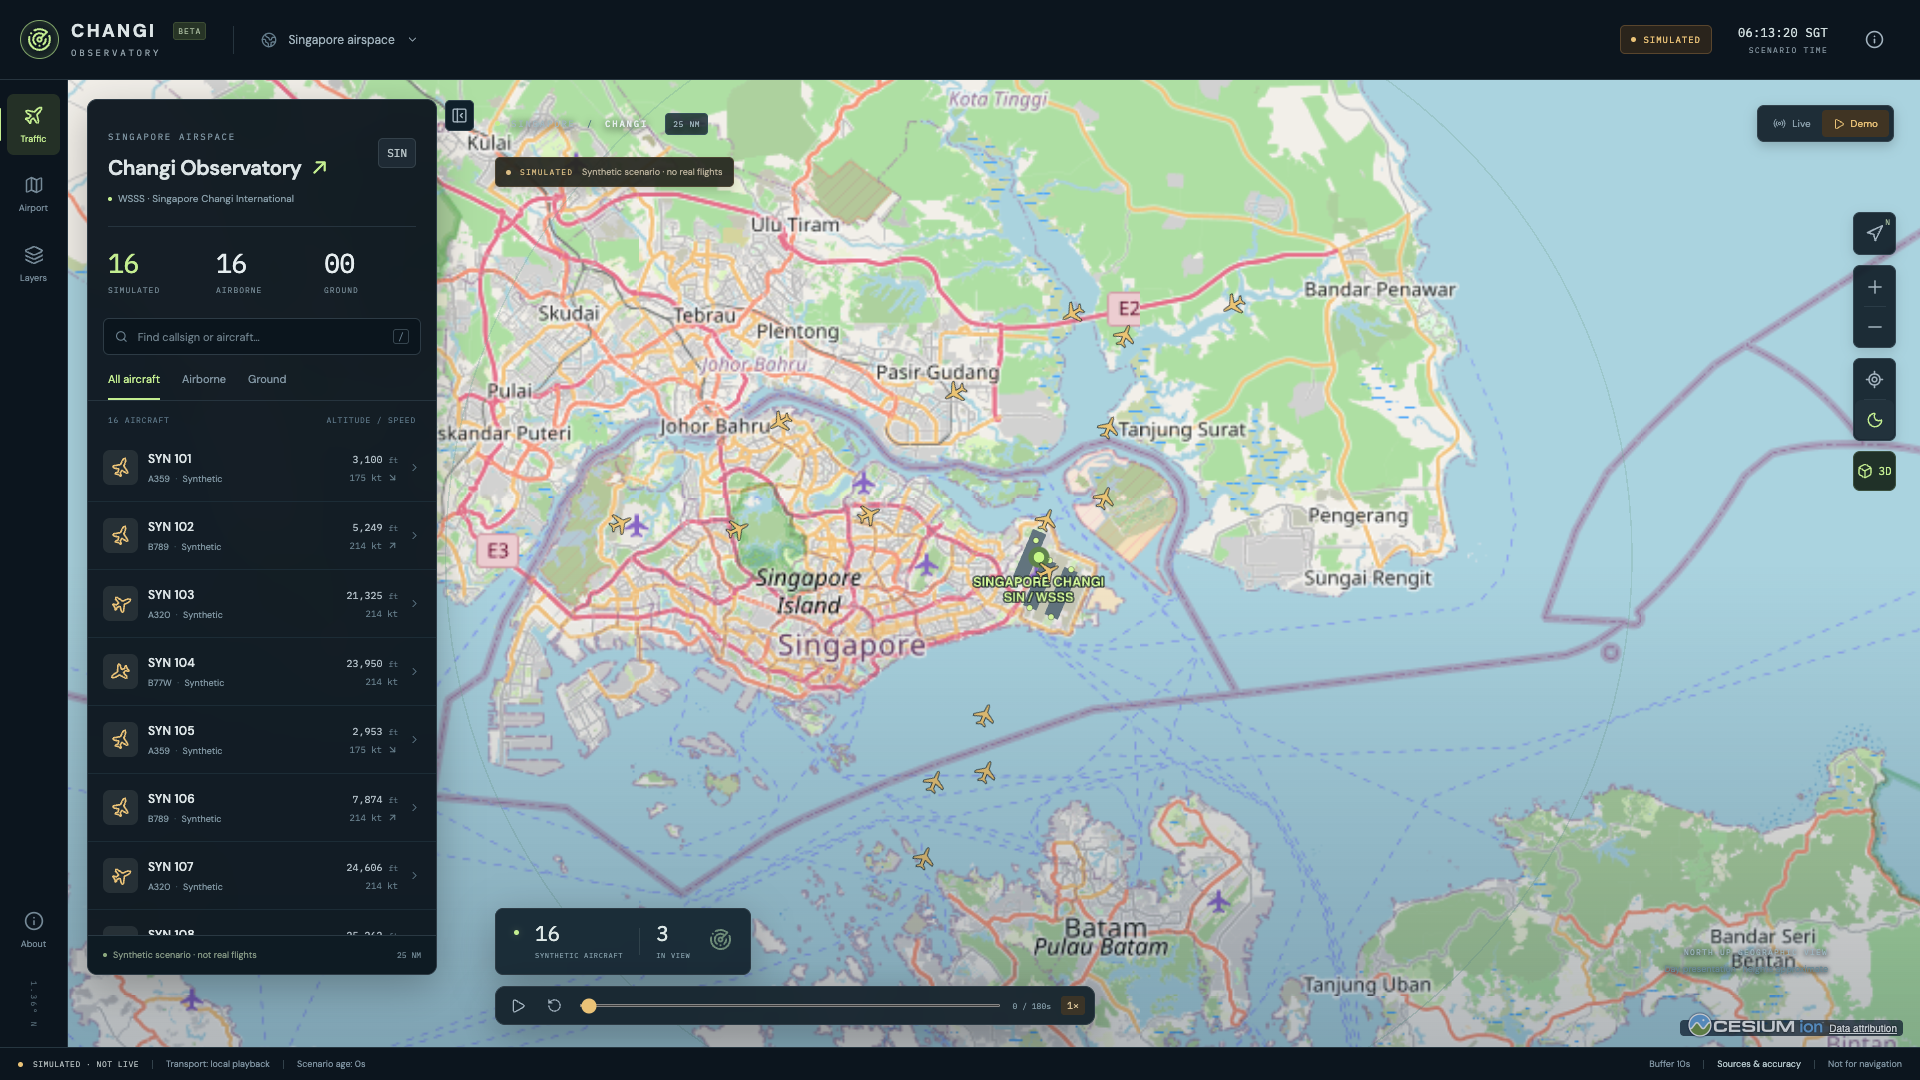 CHANGI BETA
OBSERVATORY
Singapore airspace
SIMULATED
06:13:20 SGT
SCENARIO TIME
Traffic
Airport
Layers
About
1.36° N
SINGAPORE AIRSPACE
Changi Observatory
SIN
WSSS · Singapore Changi International
16 16 00
SIMULATED AIRBORNE GROUND
Find callsign or aircraft… /
All aircraft Airborne Ground
16 AIRCRAFT ALTITUDE / SPEED
SYN 101 3,100 ft
A359 · Synthetic 175 kt
SYN 102 5,249 ft
B789 · Synthetic 214 kt
SYN 103 21,325 ft
A320 · Synthetic 214 kt
SYN 104 23,950 ft
B77W · Synthetic 214 kt
SYN 105 2,953 ft
A359 · Synthetic 175 kt
SYN 106 7,874 ft
B789 · Synthetic 214 kt
SYN 107 24,606 ft
A320 · Synthetic 214 kt
SYN 108
Synthetic scenario · not real flights 25 NM
/ CHANGI 25 NM
SIMULATED Synthetic scenario · no real flights
Live Demo
N
3D
Kota Tinggi
Kulai
Ulu Tiram
Bandar Penawar
E2
Skudai
Tebrau
Plentong
Johor Bahru
Pasir Gudang
Pulai
Johor Bahru
Tanjung Surat
skandar Puteri
Pengerang
E3
Singapore
Island
SINGAPORE CHANGI
SIN / WSSS
Sungai Rengit
Singapore
Batam
Pulau Batam
Bandar Seri
Bentan
Tanjung Uban
Bintan
16 3
SYNTHETIC AIRCRAFT IN VIEW
0 / 180s 1×
CESIUM ion Data attribution
SIMULATED · NOT LIVE Transport: local playback Scenario age: 0s
Buffer 10s Sources & accuracy Not for navigation